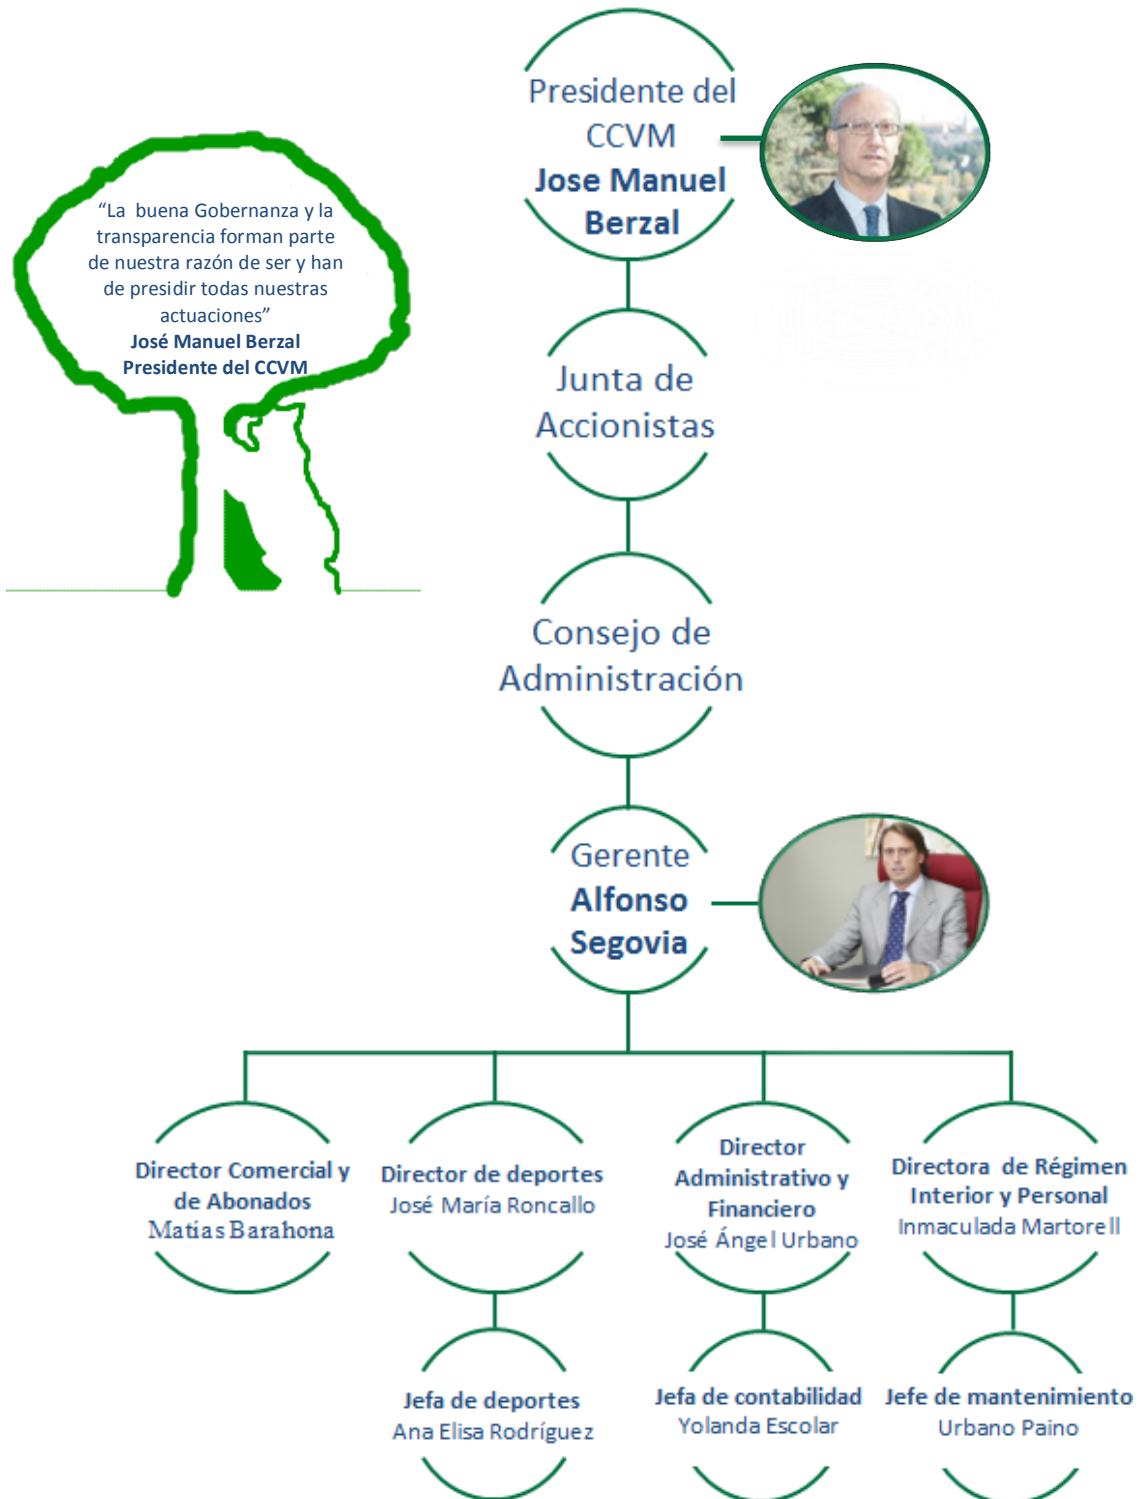 Presidente del
CCVM
Jose Manuel
Berzal
“La buena Gobernanza y la
transparencia forman parte
de nuestra razón de ser y han
de presidir todas nuestras
actuaciones”
José Manuel Berzal
Presidente del CCVM
Junta de
Accionistas
Consejo de
Administración
Gerente
Alfonso
Segovia
Director Comercial y
de Abonados
Matias Barahona
Director de deportes
José María Roncallo
Director
Administrativo y
Financiero
José Ángel Urbano
Directora de Régimen
Interior y Personal
Inmaculada Martorell
Jefa de deportes
Ana Elisa Rodríguez
Jefa de contabilidad
Yolanda Escolar
Jefe de mantenimiento
Urbano Paino